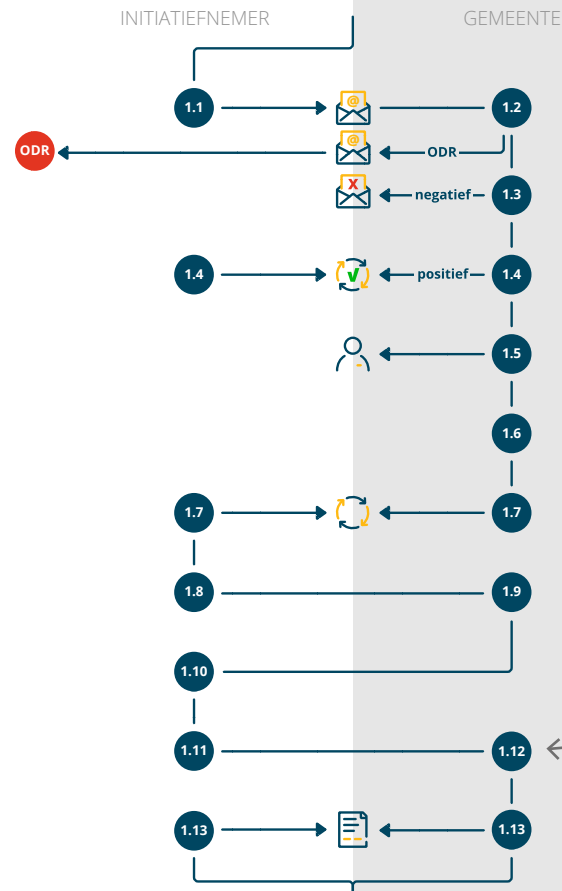 INITIATIEFNEMER GEMEENTE
1.1 @ 1.2
ODR @ ODR
X negatief 1.3
1.4 √ positief 1.4
1.5
1.6
1.7 1.7
1.8 1.9
1.10
1.11 1.12
1.13 1.13